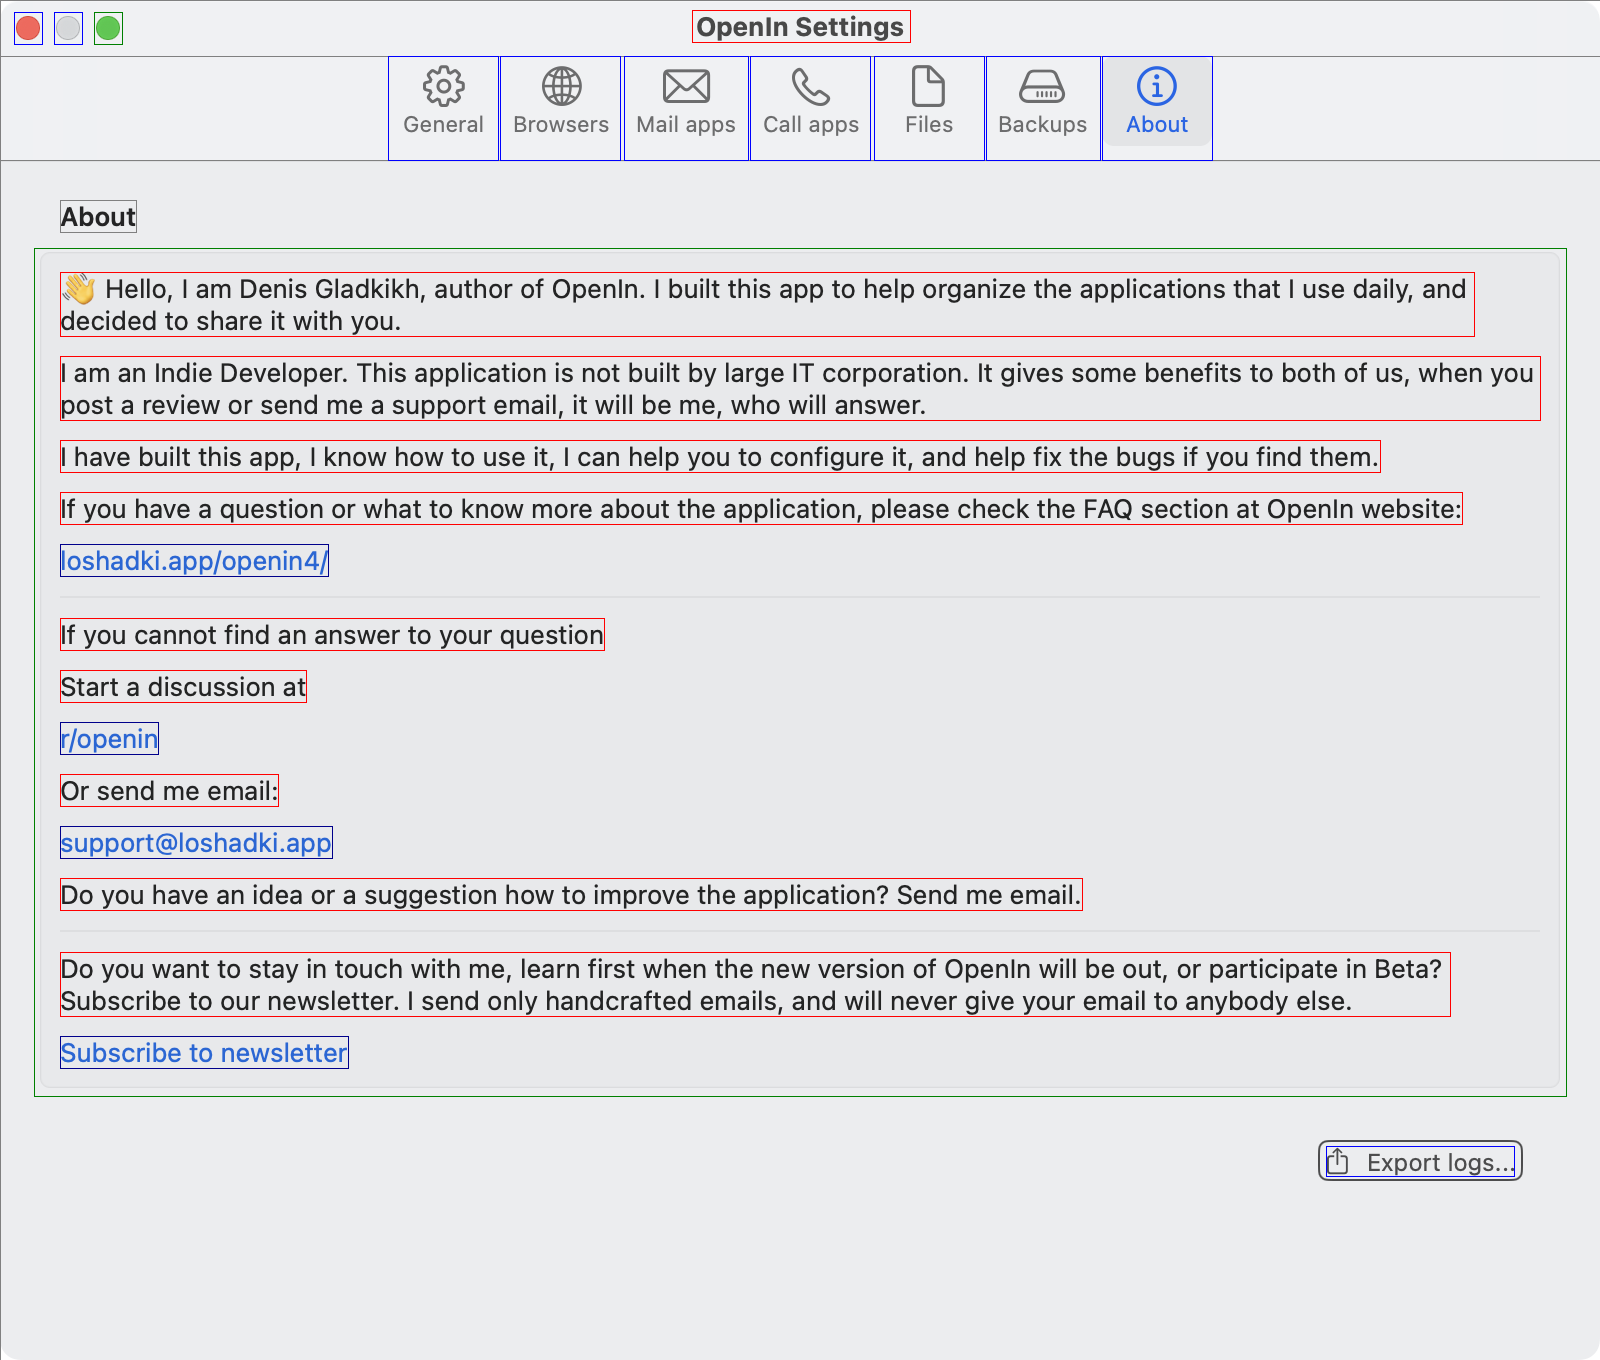 OpenIn Settings
General
Browsers
Mail apps
Call apps
Files
Backups
About
About
👋 Hello, I am Denis Gladkikh, author of OpenIn. I built this app to help organize the applications that I use daily, and
decided to share it with you.
I am an Indie Developer. This application is not built by large IT corporation. It gives some benefits to both of us, when you
post a review or send me a support email, it will be me, who will answer.
I have built this app, I know how to use it, I can help you to configure it, and help fix the bugs if you find them.
If you have a question or what to know more about the application, please check the FAQ section at OpenIn website:
loshadki.app/openin4/
If you cannot find an answer to your question
Start a discussion at
r/openin
Or send me email:
support@loshadki.app
Do you have an idea or a suggestion how to improve the application? Send me email.
Do you want to stay in touch with me, learn first when the new version of OpenIn will be out, or participate in Beta?
Subscribe to our newsletter. I send only handcrafted emails, and will never give your email to anybody else.
Subscribe to newsletter
Export logs...